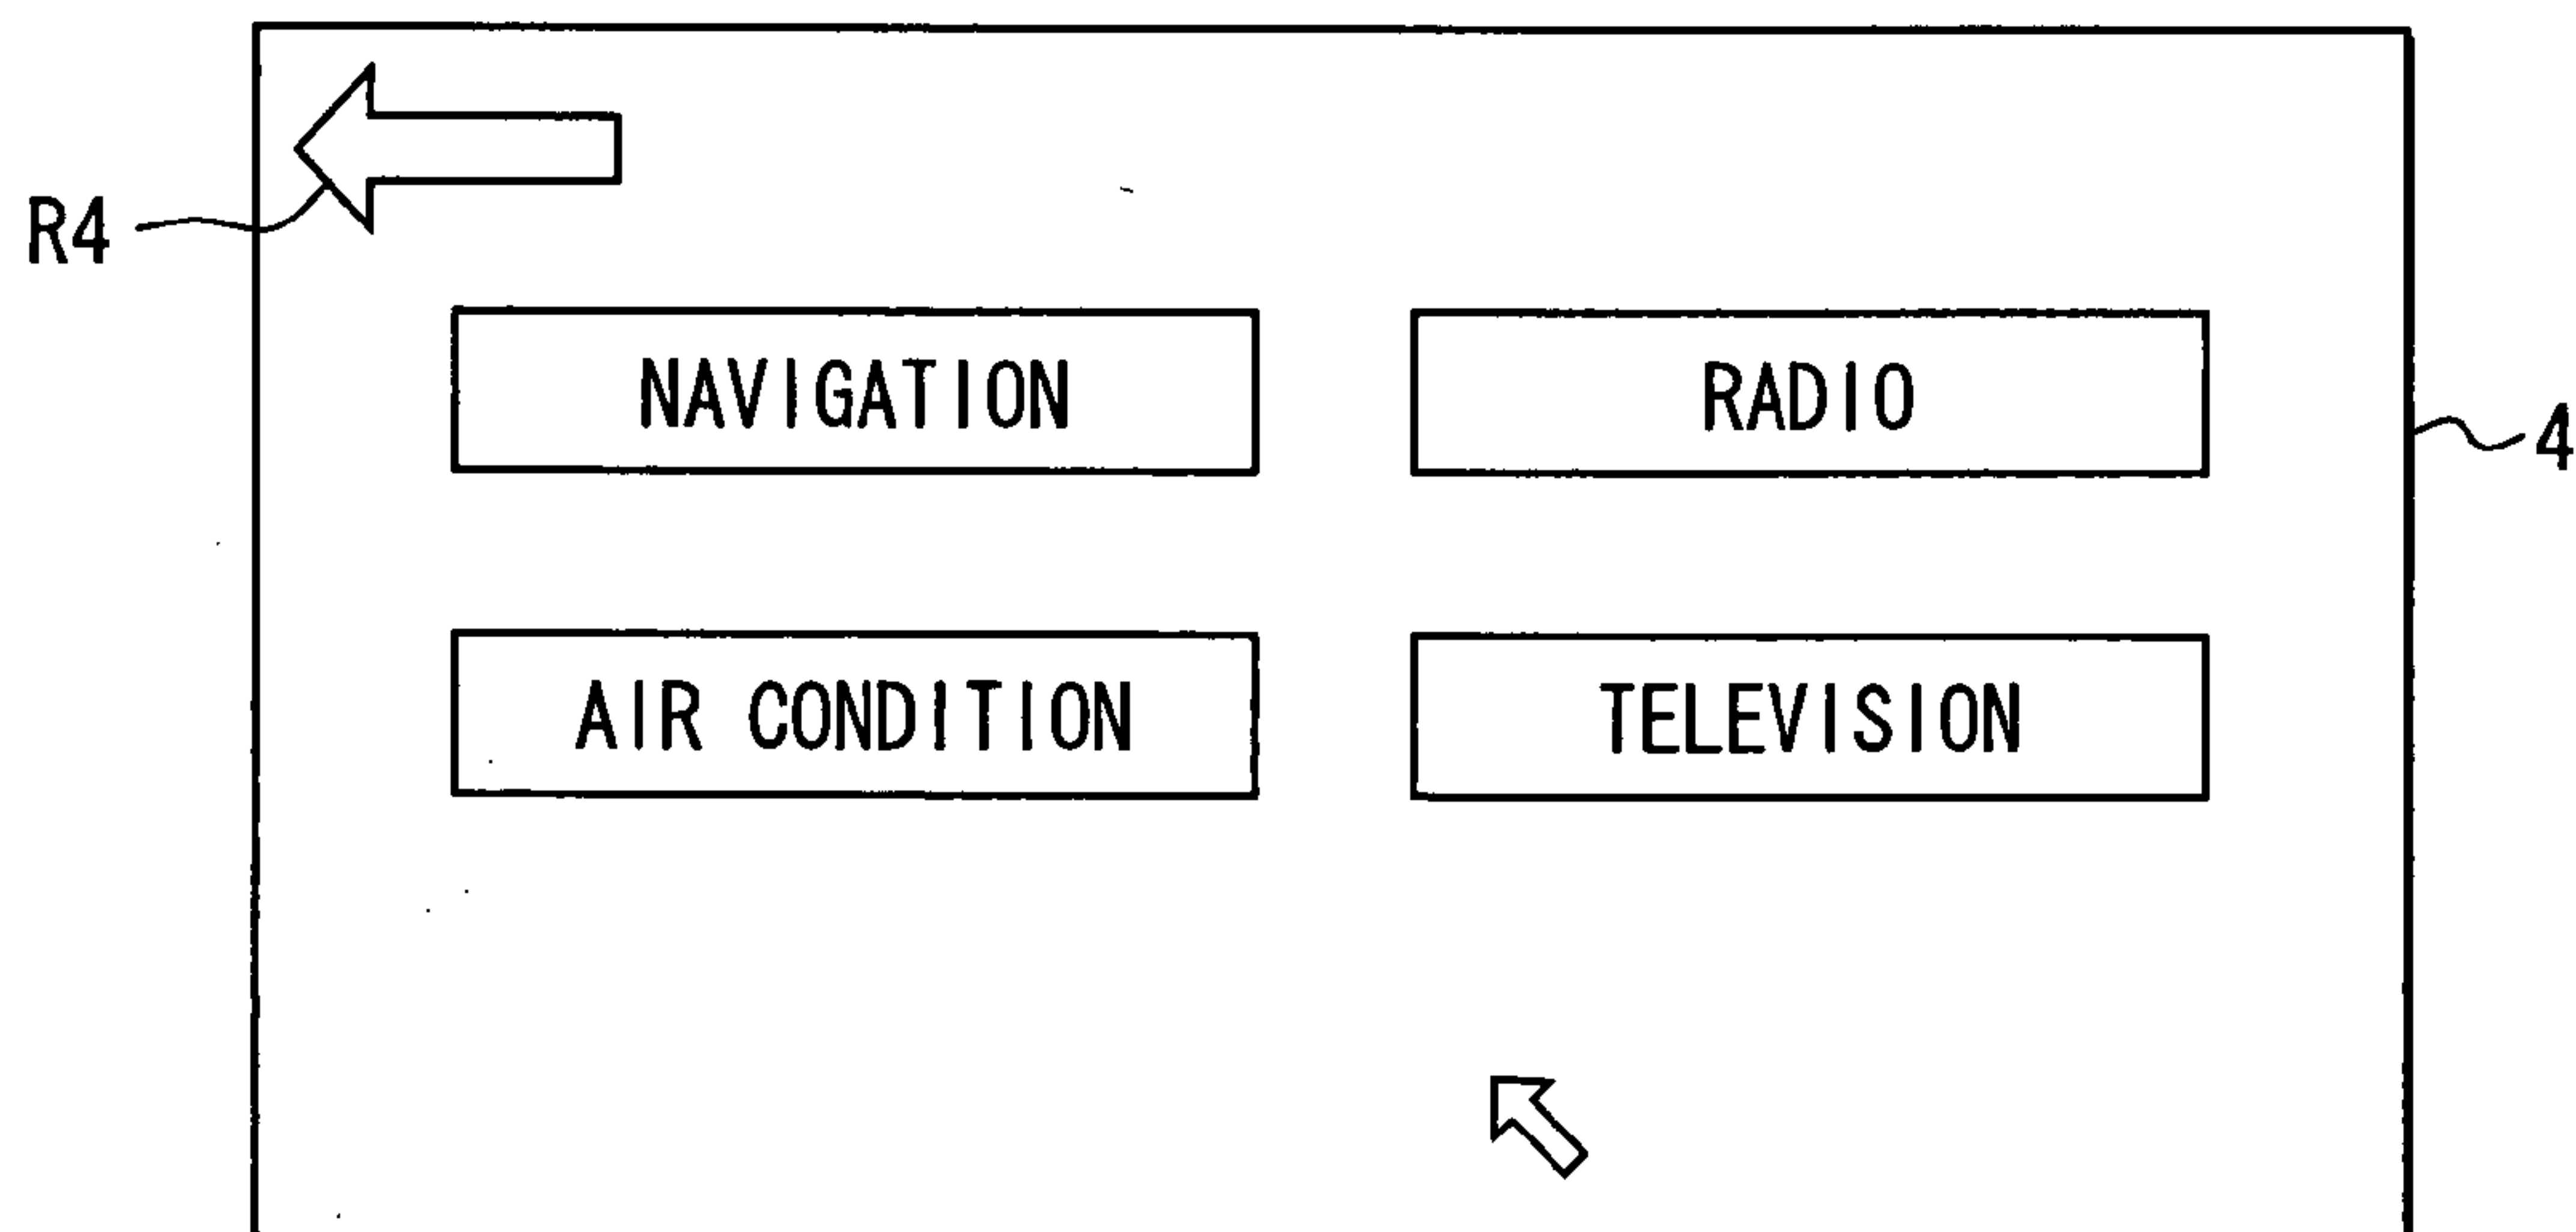 R4
NAVIGATION
RADIO
4
AIR CONDITION
TELEVISION